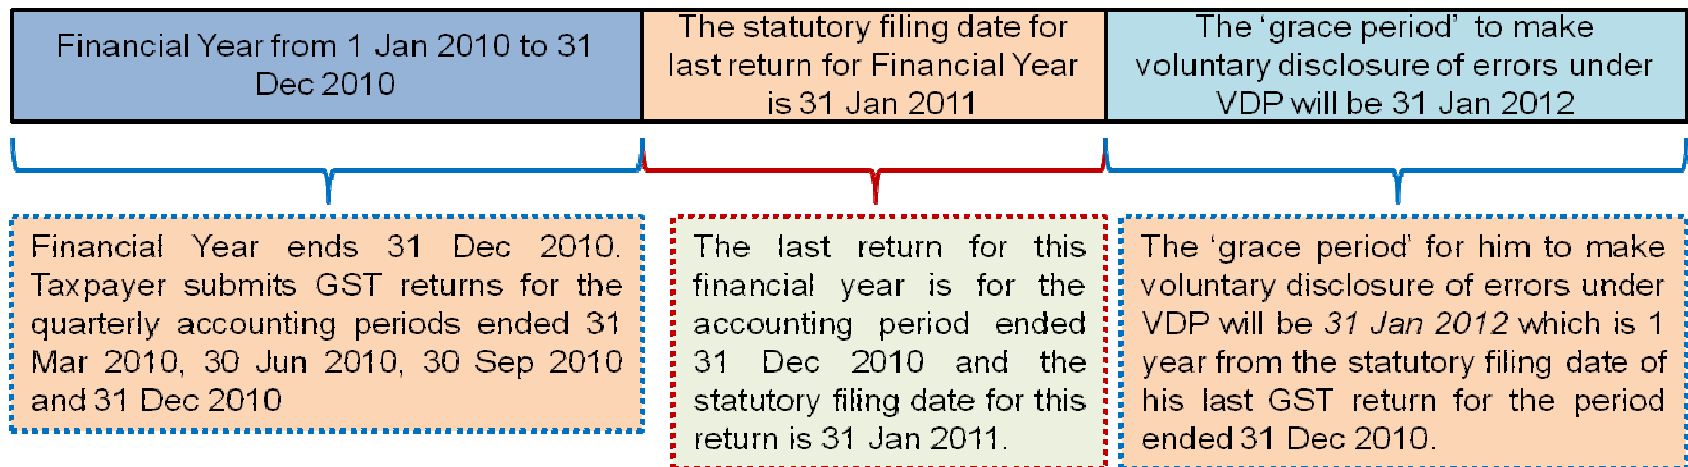 Financial Year from 1 Jan 2010 to 31
Dec 2010
The statutory filing date for
last return for Financial Year
is 31 Jan 2011
The ‘grace period’ to make
voluntary disclosure of errors under
VDP will be 31 Jan 2012
Financial Year ends 31 Dec 2010.
Taxpayer submits GST returns for the
quarterly accounting periods ended 31
Mar 2010, 30 Jun 2010, 30 Sep 2010
and 31 Dec 2010
The last return for this
financial year is for the
accounting period ended
31 Dec 2010 and the
statutory filing date for this
return is 31 Jan 2011.
The ‘grace period’ for him to make
voluntary disclosure of errors under
VDP will be 31 Jan 2012 which is 1
year from the statutory filing date of
his last GST return for the period
ended 31 Dec 2010.